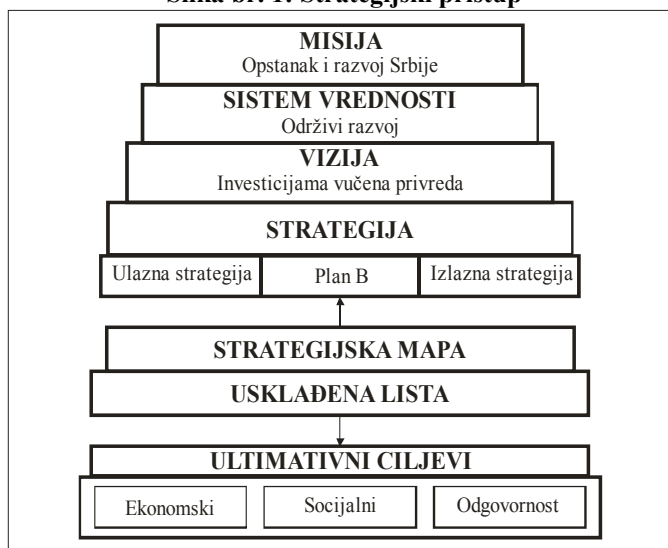 Slika br. 1. Strategijski pristup
MISIJA
Opstanak i razvoj Srbije
SISTEM VREDNOSTI
Održivi razvoj
VIZIJA
Investicijama vučena privreda
STRATEGIJA
Ulazna strategija
Plan B
Izlazna strategija
STRATEGIJSKA MAPA
USKLAĐENA LISTA
ULTIMATIVNI CILJEVI
Ekonomski
Socijalni
Odgovornost